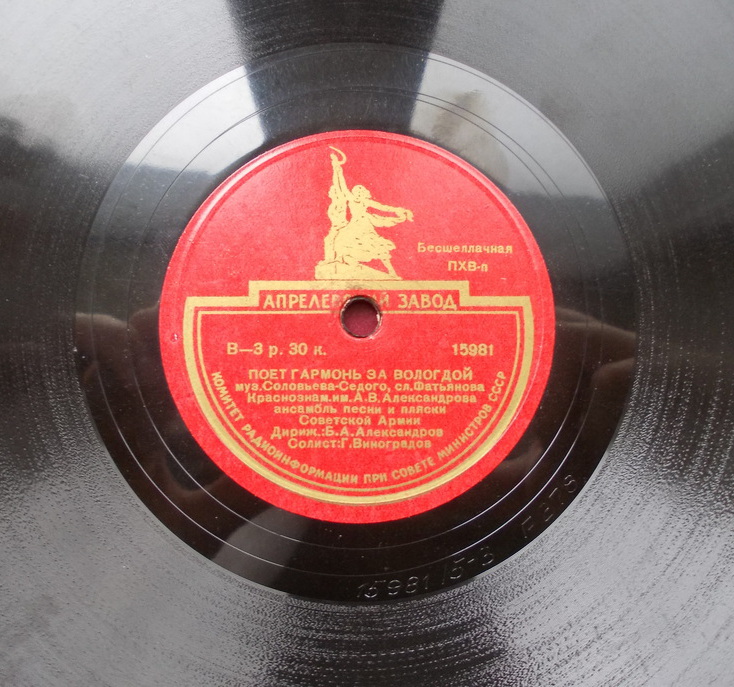 Бесшеллачная
ПХВ-п
АПРЕЛЕВСКИЙ ЗАВОД
В—3 р. 30 к. 15981
ПОЕТ ГАРМОНЬ ЗА ВОЛОГДОЙ
муз.Соловьева-Седого, сл.Фатьянова
Краснознам.им.А.В.Александрова
ансамбль песни и пляски
Советской Армии
Дириж.:Б.А.Александров
Солист:Г.Виноградов
КОМИТЕТ РАДИОИНФОРМАЦИИ ПРИ СОВЕТЕ МИНИСТРОВ СССР
15981